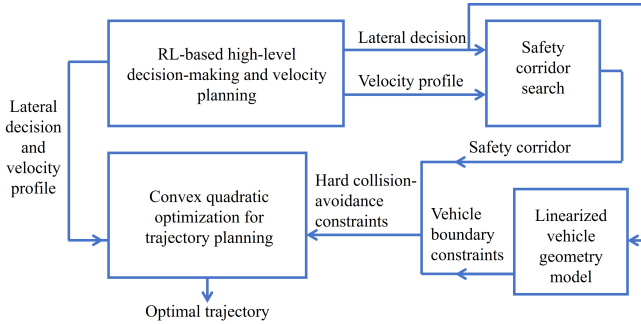 RL-based high-level
decision-making and velocity
planning
Lateral decision
Velocity profile
Safety
corridor
search
Lateral
decision
and
velocity
profile
Safety corridor
Convex quadratic
optimization for
trajectory planning
Hard collision-
avoidance
constraints
Vehicle
boundary
constraints
Linearized
vehicle
geometry
model
Optimal trajectory